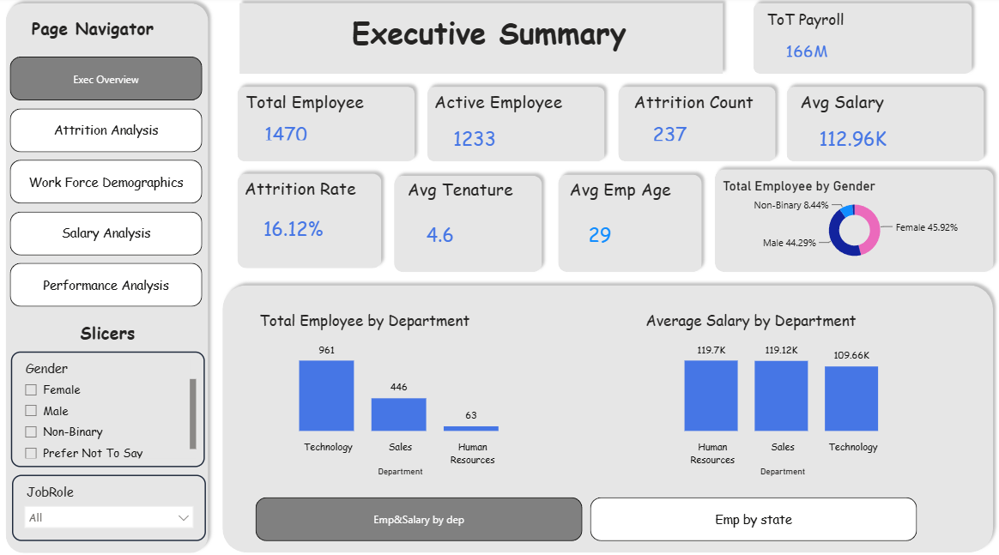 Page Navigator
Exec Overview
Attrition Analysis
Work Force Demographics
Salary Analysis
Performance Analysis
Slicers
Gender
Female
Male
Non-Binary
Prefer Not To Say
JobRole
All
Executive Summary
ToT Payroll
166M
Total Employee
1470
Active Employee
1233
Attrition Count
237
Avg Salary
112.96K
Attrition Rate
16.12%
Avg Tenature
4.6
Avg Emp Age
29
Total Employee by Gender
Non-Binary 8.44%
Female 45.92%
Male 44.29%
Total Employee by Department
961
446
63
Technology
Sales
Human
Resources
Department
Average Salary by Department
119.7K
119.12K
109.66K
Human
Resources
Sales
Technology
Department
Emp&Salary by dep
Emp by state